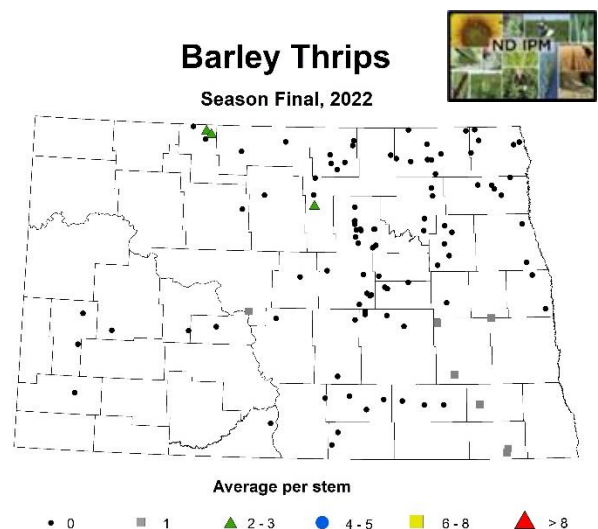 ND IPM
Barley Thrips
Season Final, 2022
Average per stem
0 1 2 - 3 4 - 5 6 - 8 > 8